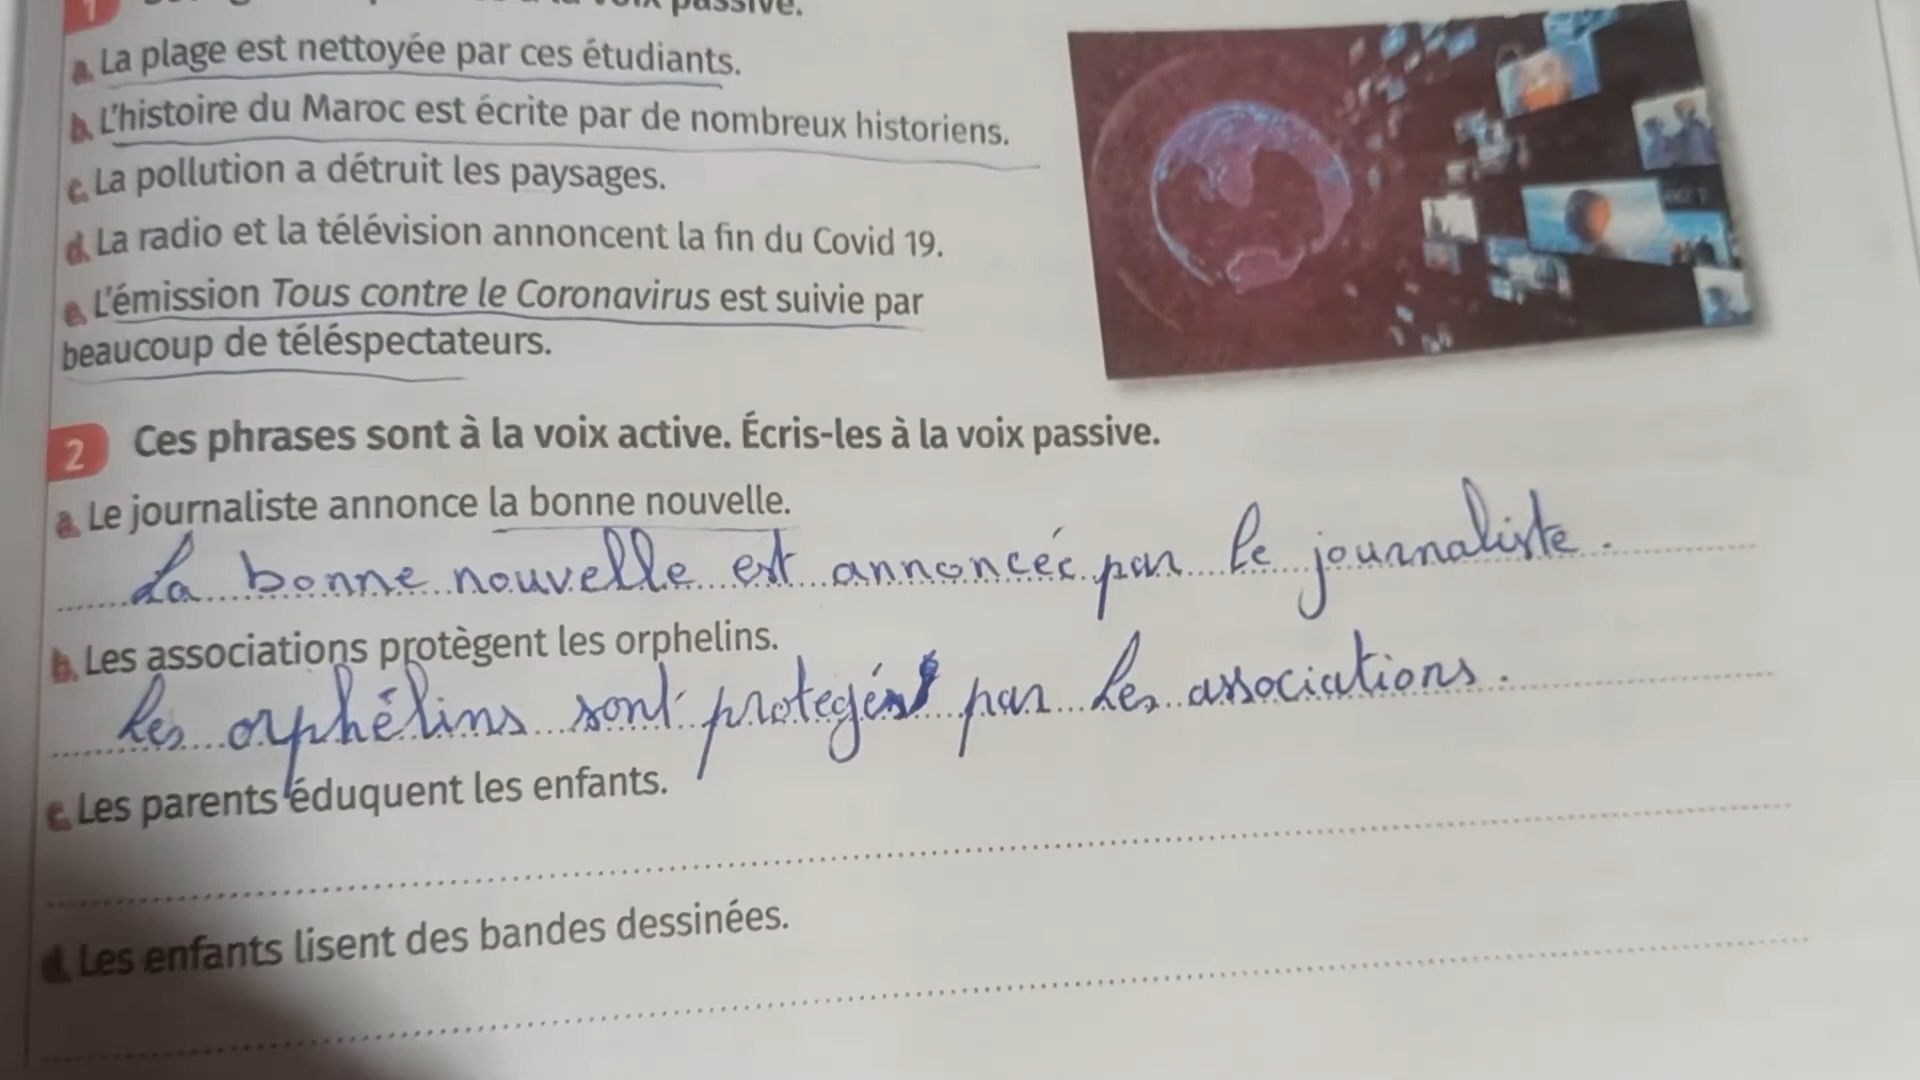 1 passive.
a. La plage est nettoyée par ces étudiants.
b. L'histoire du Maroc est écrite par de nombreux historiens.
c. La pollution a détruit les paysages.
d. La radio et la télévision annoncent la fin du Covid 19.
e. L'émission Tous contre le Coronavirus est suivie par
beaucoup de téléspectateurs.
2 Ces phrases sont à la voix active. Écris-les à la voix passive.
a. Le journaliste annonce la bonne nouvelle.
La bonne nouvelle est annoncée par le journaliste.
b. Les associations protègent les orphelins.
Les orphélins sont protegés par les associations.
c. Les parents éduquent les enfants.
d. Les enfants lisent des bandes dessinées.